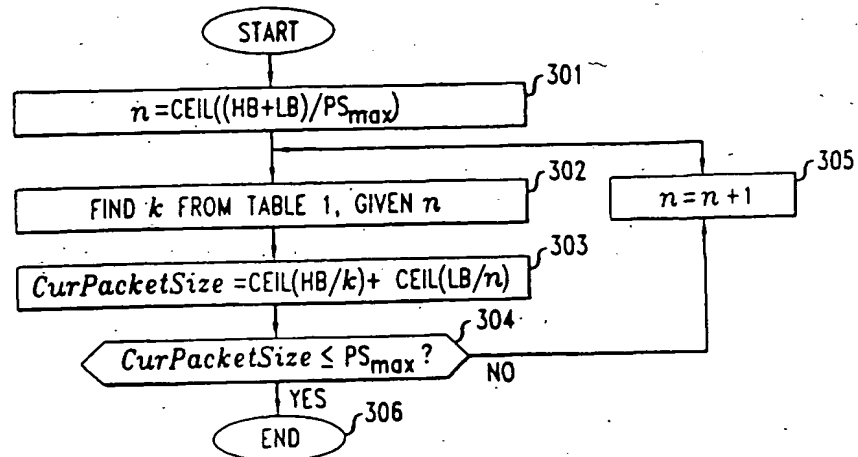 START
301
n=CEIL((HB+LB)/PSmax)
302
305
FIND k FROM TABLE 1, GIVEN n
n=n+1
303
CurPacketSize=CEIL(HB/k)+ CEIL(LB/n)
304
CurPacketSize ≤ PSmax?
NO
YES
306
END